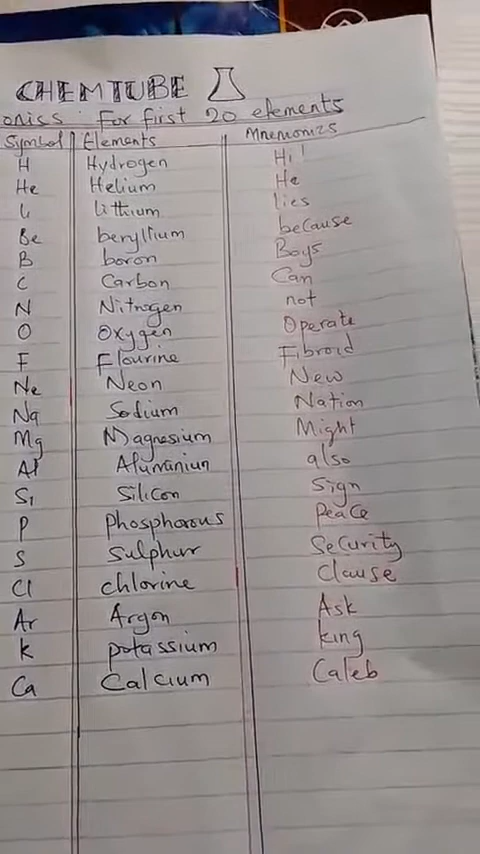 CHEMTUBE
oniss: For first 20 elements
Symbol Elements Mnemonizs
H Hydrogen Hi!
He Helium He
Li lithium lies
Be beryllium because
B boron Boys
C Carbon Can
N Nitrogen not
O Oxygen Operate
F Flourine Fibroid
Ne Neon New
Na Sodium Nation
Mg Magnesium Might
Al Alumaniun also
Si Silicon Sign
P Phosphorous Peace
S Sulphur Security
Cl chlorine Clause
Ar Argon Ask
K potassium king
Ca Calcium Caleb